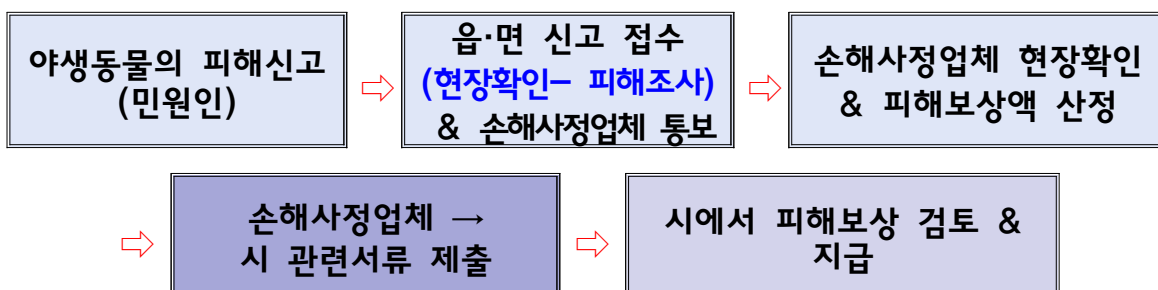 야생동물의 피해신고
(민원인)
읍·면 신고 접수
(현장확인- 피해조사)
& 손해사정업체 통보
손해사정업체 현장확인
& 피해보상액 산정
손해사정업체 →
시 관련서류 제출
시에서 피해보상 검토 &
지급